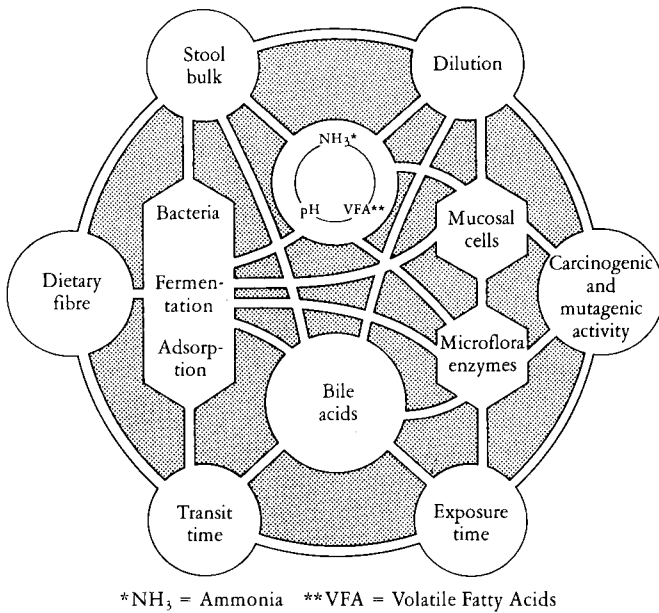 Stool
bulk
Dilution
NH₃*
pH
VFA**
Bacteria
Fermen-
tation
Adsorp-
tion
Mucosal
cells
Dietary
fibre
Carcinogenic
and
mutagenic
activity
Microflora
enzymes
Bile
acids
Transit
time
Exposure
time
*NH₃ = Ammonia **VFA = Volatile Fatty Acids